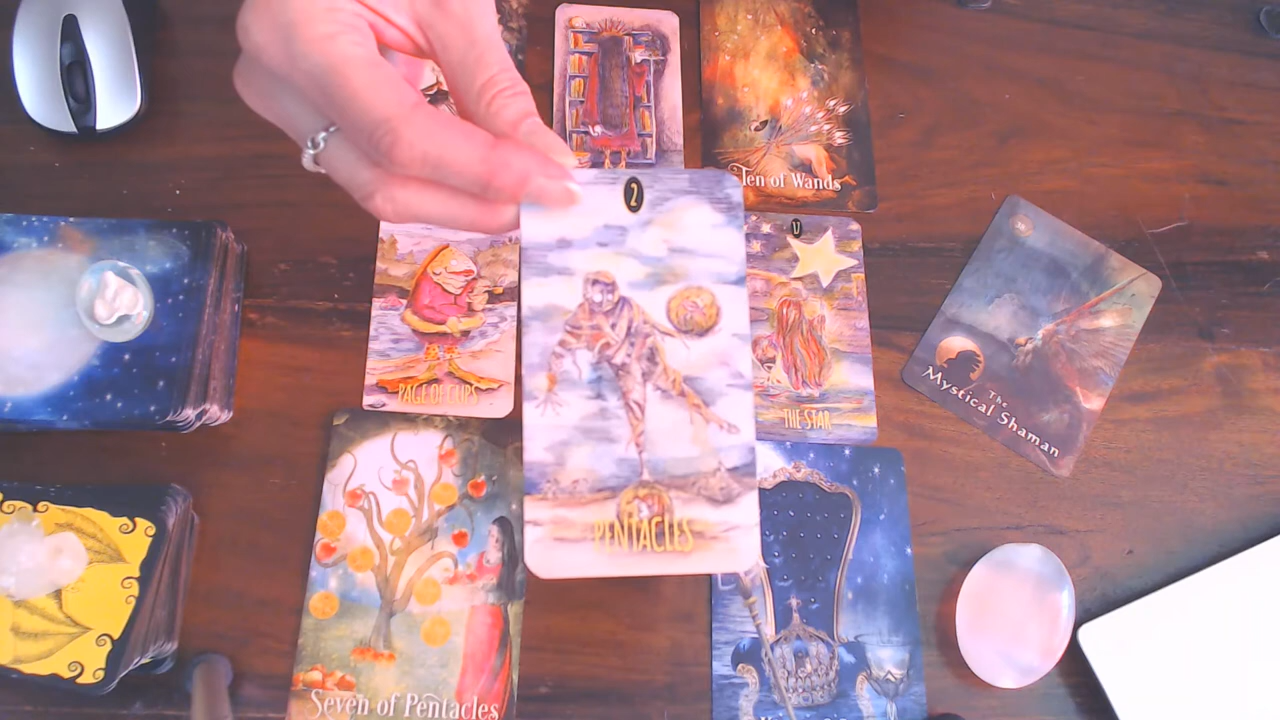 Ten of Wands
2
17
PAGE OF CUPS
PENTACLES
THE STAR
The
Mystical Shaman
Seven of Pentacles